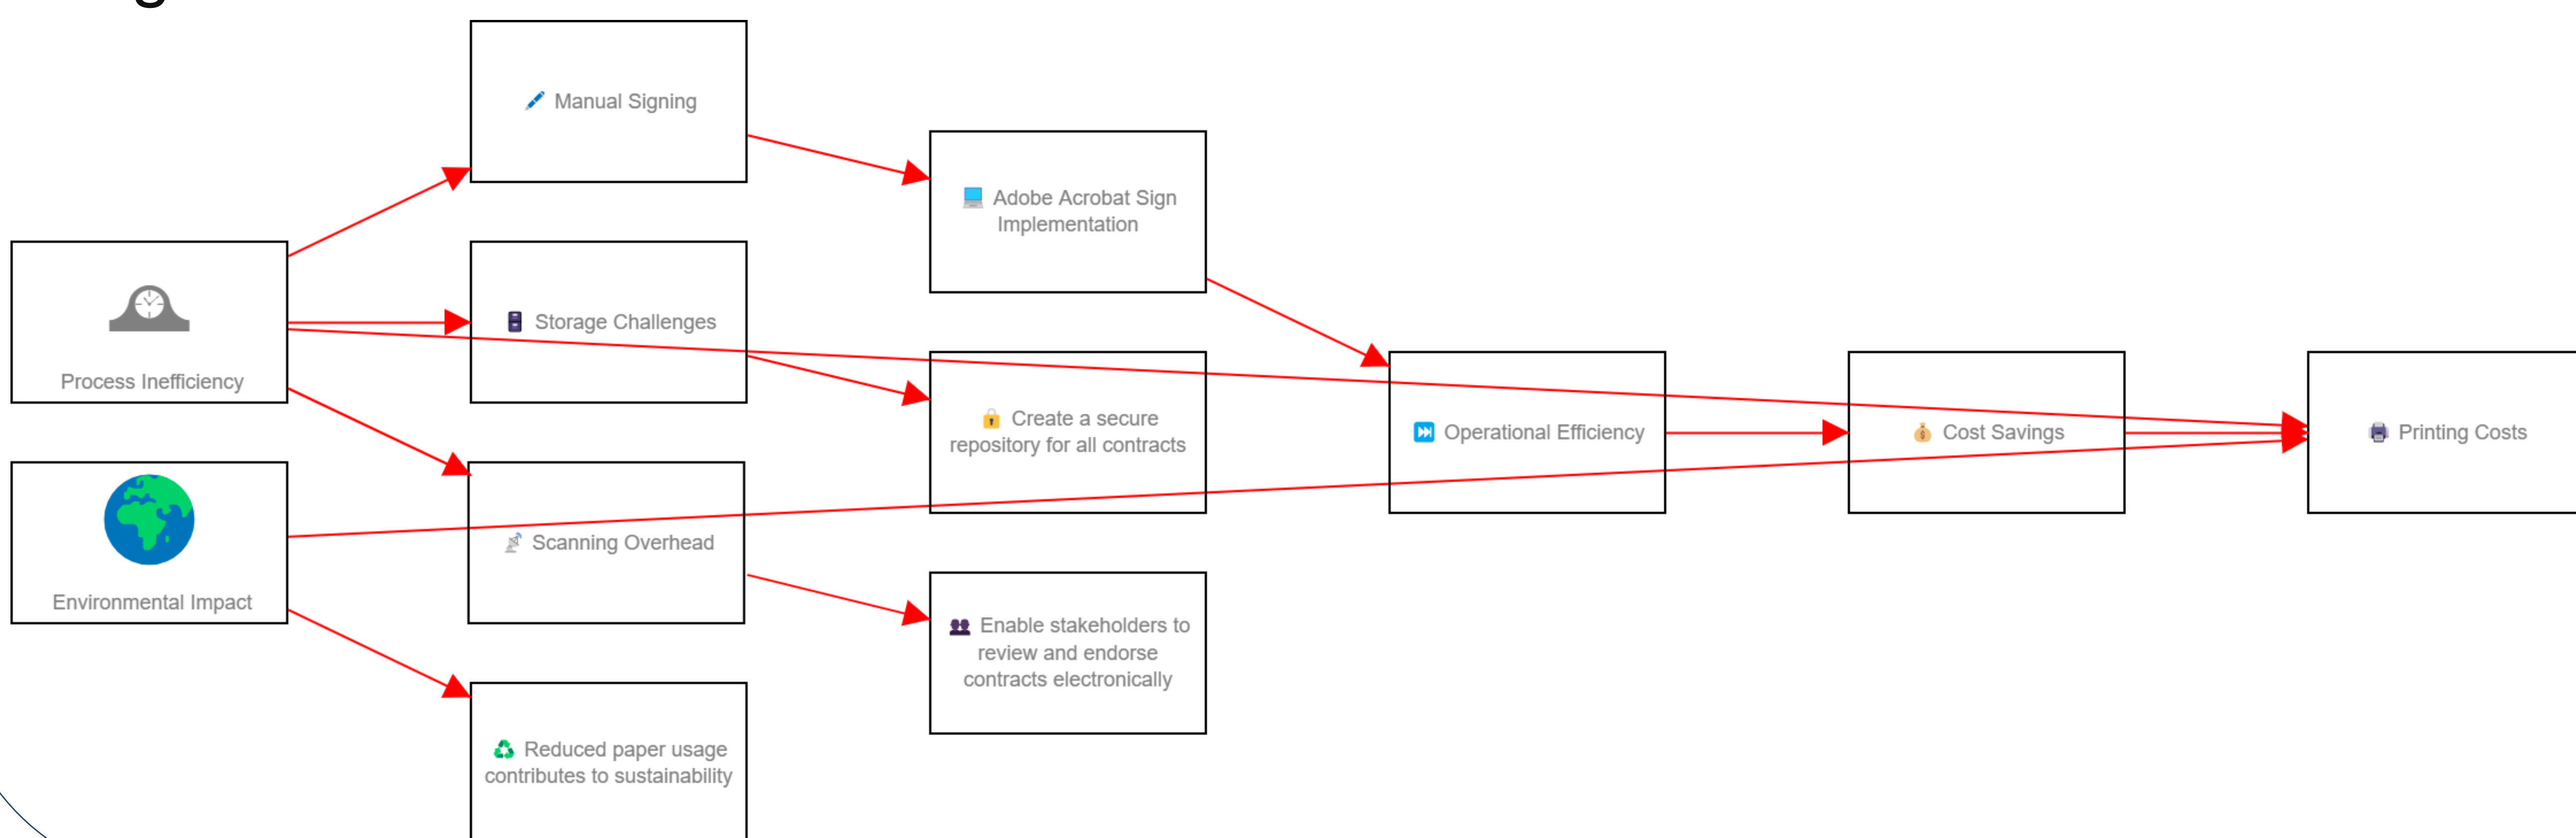 Manual Signing
Adobe Acrobat Sign
Implementation
Process Inefficiency
Storage Challenges
Create a secure
repository for all contracts
Operational Efficiency
Cost Savings
Printing Costs
Environmental Impact
Scanning Overhead
Enable stakeholders to
review and endorse
contracts electronically
Reduced paper usage
contributes to sustainability